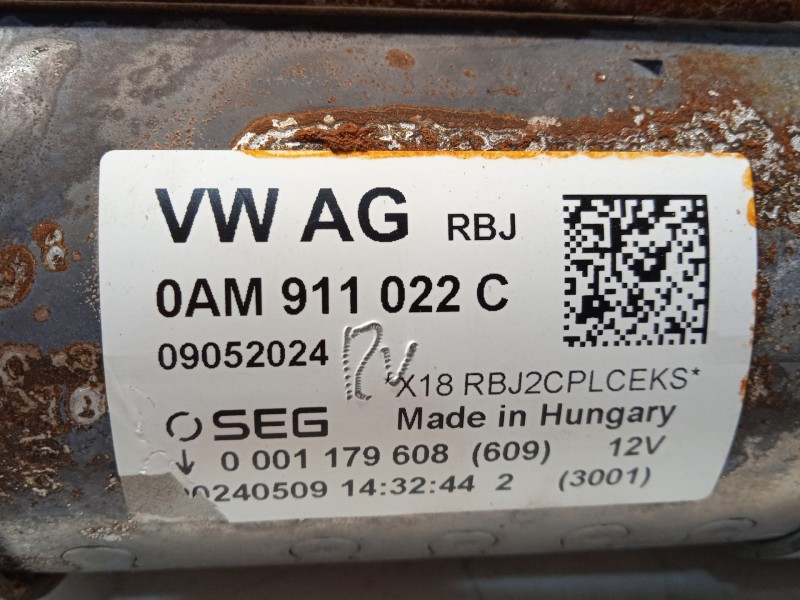 VW AG RBJ
0AM 911 022 C
09052024 12V
*X18 RBJ2CPLCEKS*
SEG Made in Hungary
0 001 179 608 (609) 12V
0240509 14:32:44 2 (3001)